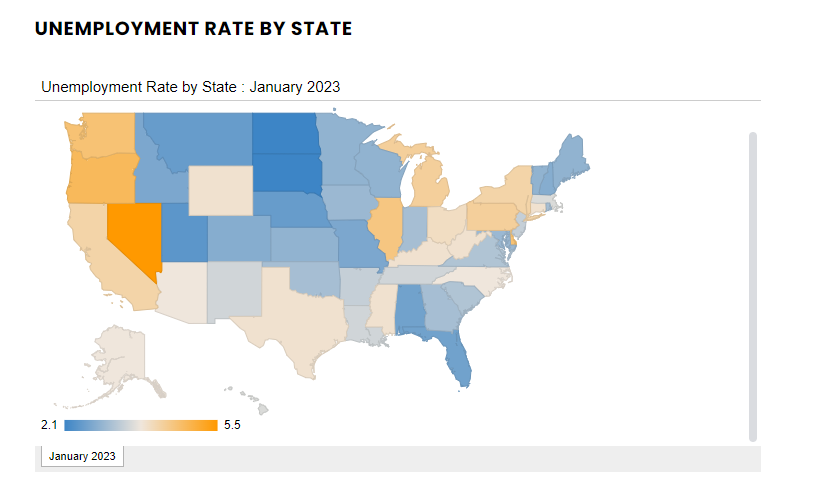 UNEMPLOYMENT RATE BY STATE
Unemployment Rate by State : January 2023
2.1 5.5
January 2023